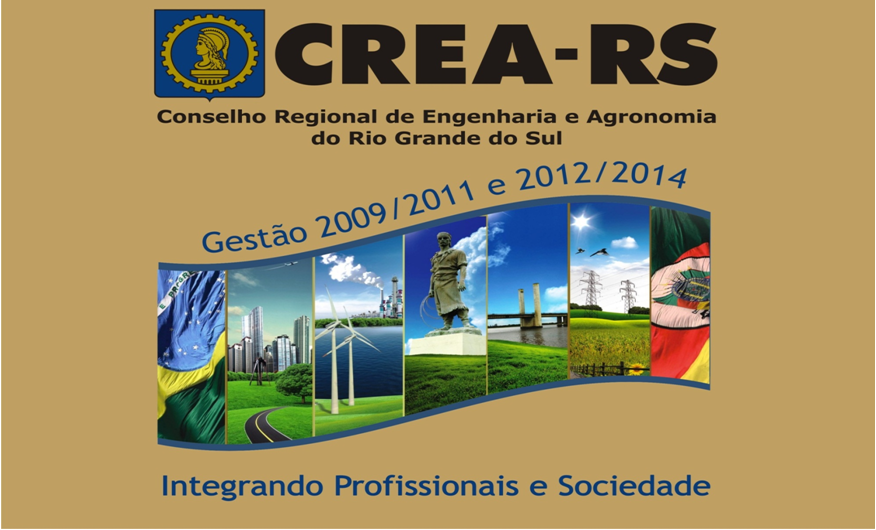 CREA-RS
Conselho Regional de Engenharia e Agronomia
do Rio Grande do Sul
Gestão 2009/2011 e 2012/2014
Integrando Profissionais e Sociedade